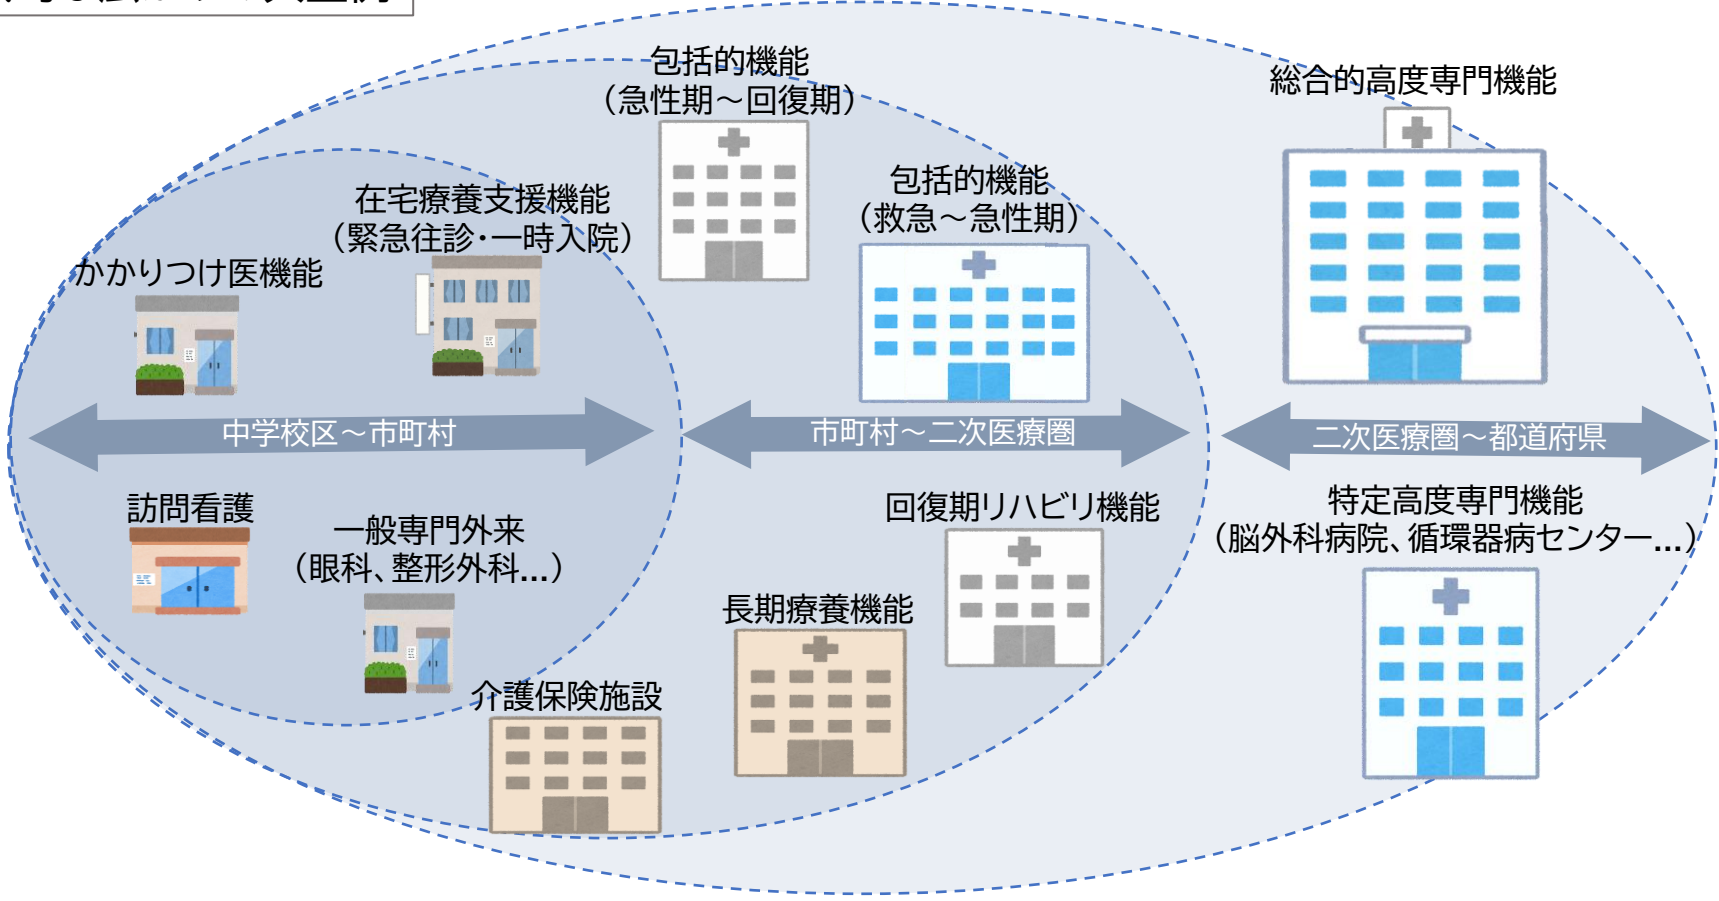 包括的機能
（急性期～回復期）
総合的高度専門機能
包括的機能
（救急～急性期）
在宅療養支援機能
（緊急往診・一時入院）
かかりつけ医機能
中学校区～市町村
市町村～二次医療圏
二次医療圏～都道府県
訪問看護
一般専門外来
（眼科、整形外科...）
回復期リハビリ機能
特定高度専門機能
（脳外科病院、循環器病センター...）
長期療養機能
介護保険施設